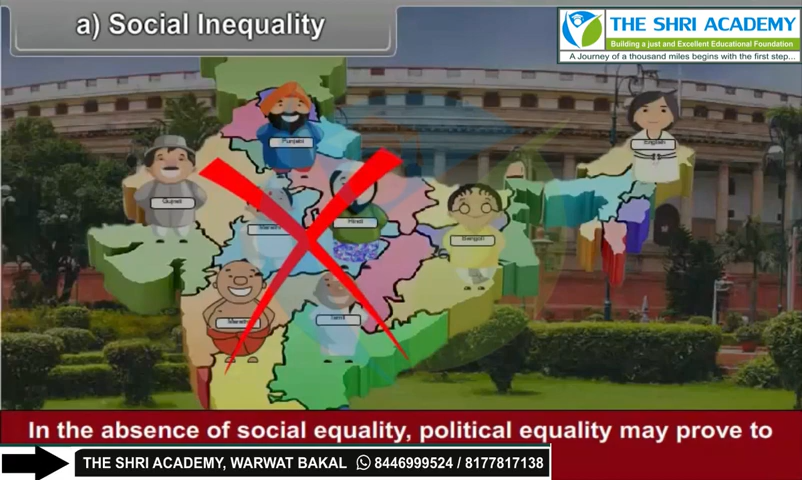 a) Social Inequality
THE SHRI ACADEMY
Building a just and Excellent Educational Foundation
A Journey of a thousand miles begins with the first step...
Punjabi
English
Gujrati
Hindi
Bengali
Tamil
In the absence of social equality, political equality may prove to
THE SHRI ACADEMY, WARWAT BAKAL 8446999524 / 8177817138